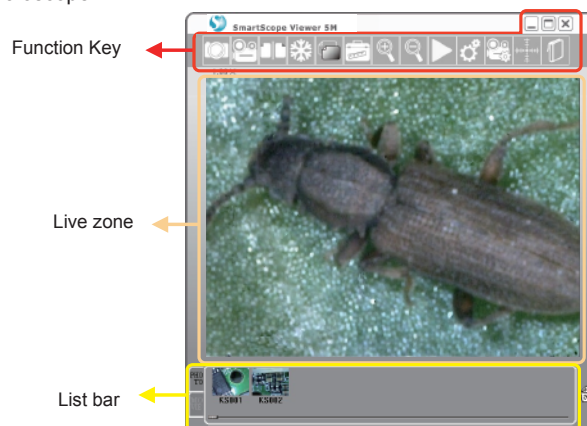 SmartScope Viewer 5M
Function Key
Live zone
List bar
KS001 KS002